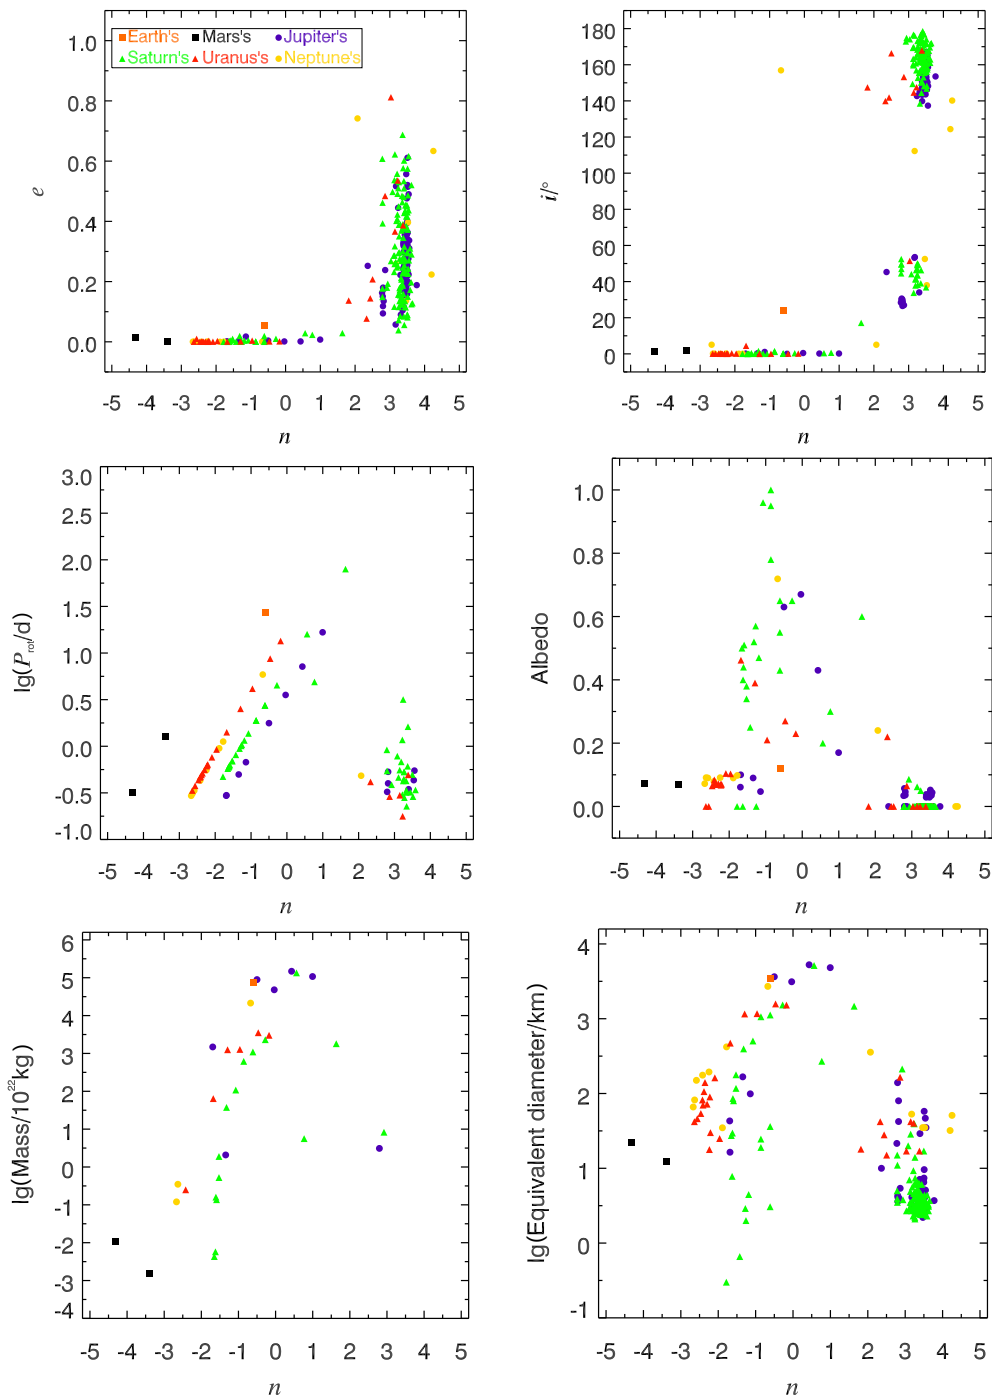 1.0
0.8
0.6
0.4
0.2
0.0
e
Earth's Mars's Jupiter's
Saturn's Uranus's Neptune's
-5 -4 -3 -2 -1 0 1 2 3 4 5
n
180
160
140
120
100
80
60
40
20
0
i/°
-5 -4 -3 -2 -1 0 1 2 3 4 5
n
3.0
2.5
2.0
1.5
1.0
0.5
0.0
-0.5
-1.0
lg(Prot/d)
-5 -4 -3 -2 -1 0 1 2 3 4 5
n
1.0
0.8
0.6
0.4
0.2
0.0
Albedo
-5 -4 -3 -2 -1 0 1 2 3 4 5
n
6
5
4
3
2
1
0
-1
-2
-3
-4
lg(Mass/10²²kg)
-5 -4 -3 -2 -1 0 1 2 3 4 5
n
4
3
2
1
0
-1
lg(Equivalent diameter/km)
-5 -4 -3 -2 -1 0 1 2 3 4 5
n